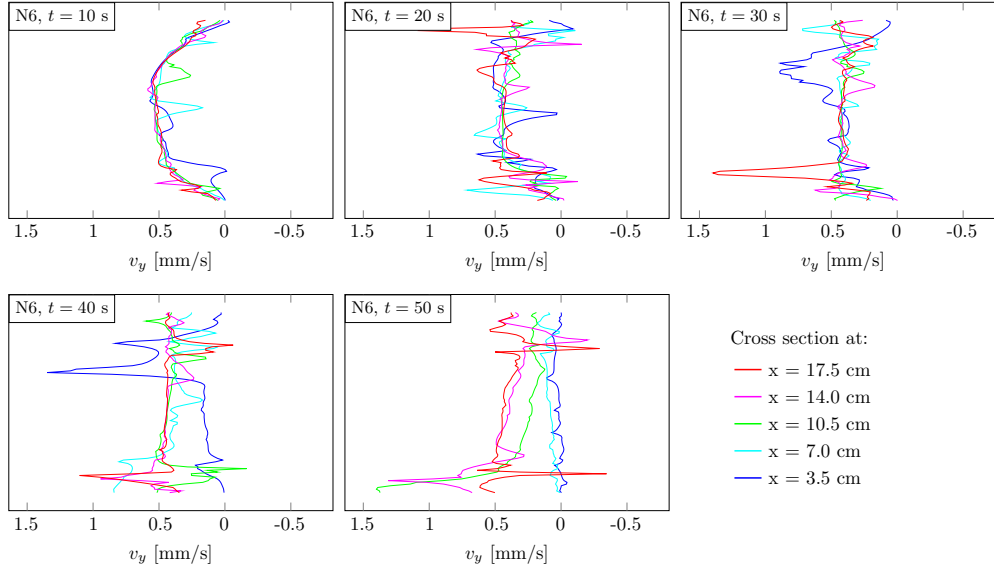 N6, t = 10 s
N6, t = 20 s
N6, t = 30 s
1.5 1 0.5 0 -0.5
1.5 1 0.5 0 -0.5
1.5 1 0.5 0 -0.5
v_y [mm/s]
v_y [mm/s]
v_y [mm/s]
N6, t = 40 s
N6, t = 50 s
Cross section at:
x = 17.5 cm
x = 14.0 cm
x = 10.5 cm
x = 7.0 cm
x = 3.5 cm
1.5 1 0.5 0 -0.5
1.5 1 0.5 0 -0.5
v_y [mm/s]
v_y [mm/s]